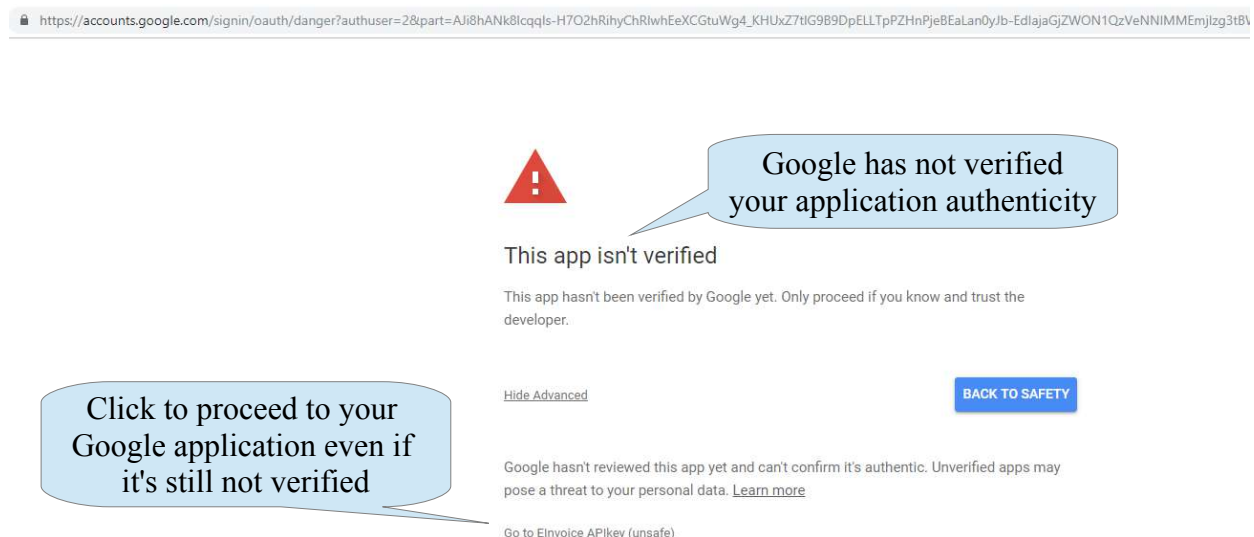 https://accounts.google.com/signin/oauth/danger?authuser=2&part=AJi8hANk8lcqqls-H7O2hRihyChRlwhEeXCGtuWg4_KHUxZ7tlG9B9DpELLTpPZHnPjeBEaLan0yJb-EdlajaGjZWON1QzVeNNIMMEmjlzg3tBV
Google has not verified
your application authenticity
This app isn't verified
This app hasn't been verified by Google yet. Only proceed if you know and trust the
developer.
Hide Advanced
BACK TO SAFETY
Click to proceed to your
Google application even if
it's still not verified
Google hasn't reviewed this app yet and can't confirm it's authentic. Unverified apps may
pose a threat to your personal data. Learn more
Go to EInvoice APIkey (unsafe)